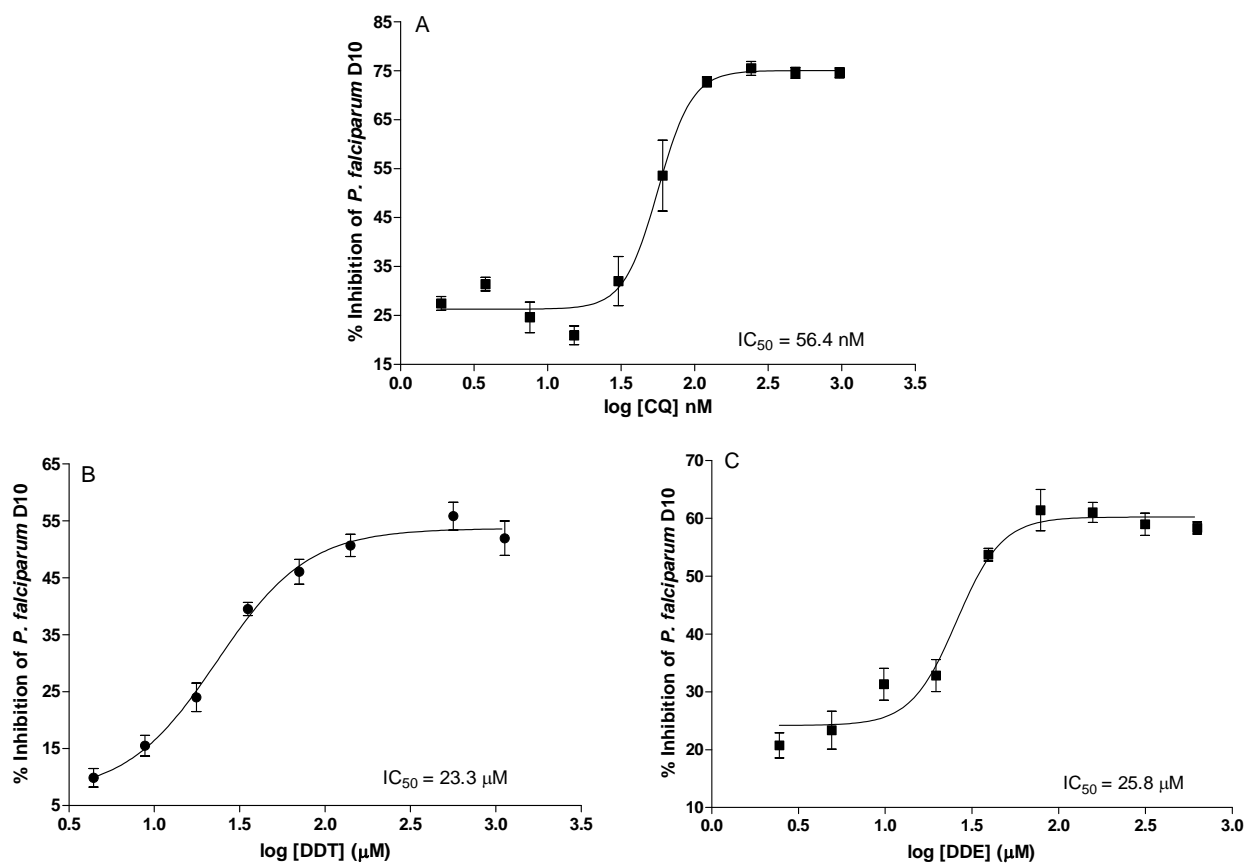 A
% Inhibition of P. falciparum D10
85
75
65
55
45
35
25
15
IC50 = 56.4 nM
0.0 0.5 1.0 1.5 2.0 2.5 3.0 3.5
log [CQ] nM
B
% Inhibition of P. falciparum D10
65
55
45
35
25
15
5
IC50 = 23.3 μM
0.5 1.0 1.5 2.0 2.5 3.0 3.5
log [DDT] (μM)
C
% Inhibition of P. falciparum D10
70
60
50
40
30
20
10
IC50 = 25.8 μM
0.0 0.5 1.0 1.5 2.0 2.5 3.0
log [DDE] (μM)